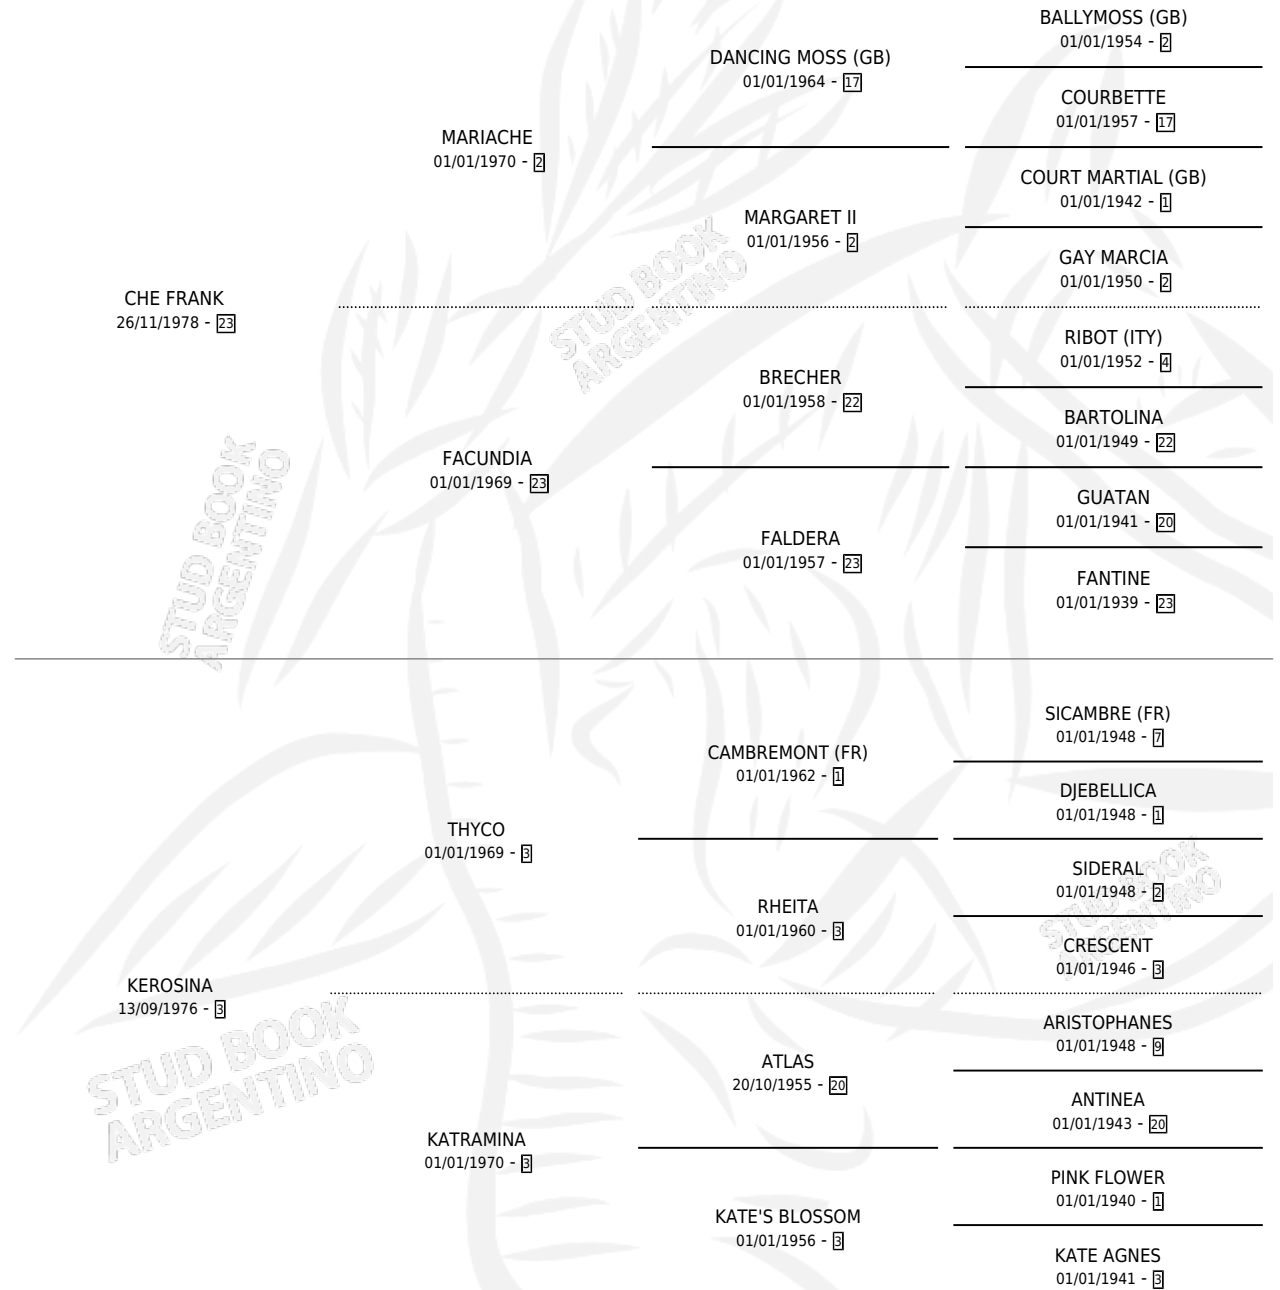 BALLYMOSS (GB)
01/01/1954 - 2
DANCING MOSS (GB)
01/01/1964 - 17
COURBETTE
01/01/1957 - 17
MARIACHE
01/01/1970 - 2
COURT MARTIAL (GB)
01/01/1942 - 1
MARGARET II
01/01/1956 - 2
GAY MARCIA
01/01/1950 - 2
CHE FRANK
26/11/1978 - 23
RIBOT (ITY)
01/01/1952 - 4
BRECHER
01/01/1958 - 22
BARTOLINA
01/01/1949 - 22
FACUNDIA
01/01/1969 - 23
GUATAN
01/01/1941 - 20
FALDERA
01/01/1957 - 23
FANTINE
01/01/1939 - 23
STUD BOOK
ARGENTINO
STUD BOOK
ARGENTINO
SICAMBRE (FR)
01/01/1948 - 7
CAMBREMONT (FR)
01/01/1962 - 1
DJEBELLICA
01/01/1948 - 1
THYCO
01/01/1969 - 3
SIDERAL
01/01/1948 - 2
RHEITA
01/01/1960 - 3
CRESCENT
01/01/1946 - 3
KEROSINA
13/09/1976 - 3
ARISTOPHANES
01/01/1948 - 9
ATLAS
20/10/1955 - 20
ANTINEA
01/01/1943 - 20
KATRAMINA
01/01/1970 - 3
PINK FLOWER
01/01/1940 - 1
KATE'S BLOSSOM
01/01/1956 - 3
KATE AGNES
01/01/1941 - 3
STUD BOOK
ARGENTINO
STUD BOOK
ARGENTINO